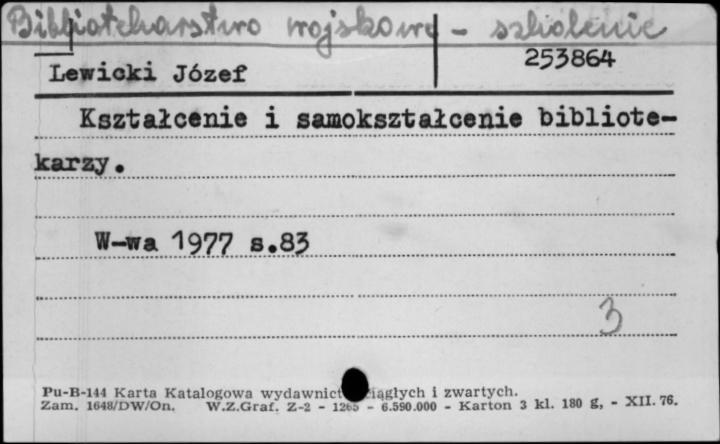 Bibliotekarstwo wojskowe - szkolenie
253864
Lewicki Józef
Kształcenie i samokształcenie bibliote-
karzy.
W-wa 1977 s.83
3
Pu-B-144 Karta Katalogowa wydawnict ciągłych i zwartych.
Zam. 1648/DW/On. W.Z.Graf. Z-2 - 1265 - 6.590.000 - Karton 3 kl. 180 g, - XII. 76.